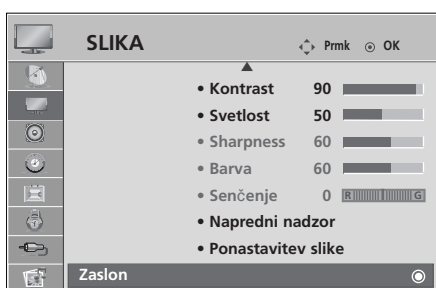 SLIKA Prmk OK
• Kontrast 90
• Svetlost 50
• Sharpness 60
• Barva 60
• Senčenje 0 R G
• Napredni nadzor
• Ponastavitev slike
Zaslon